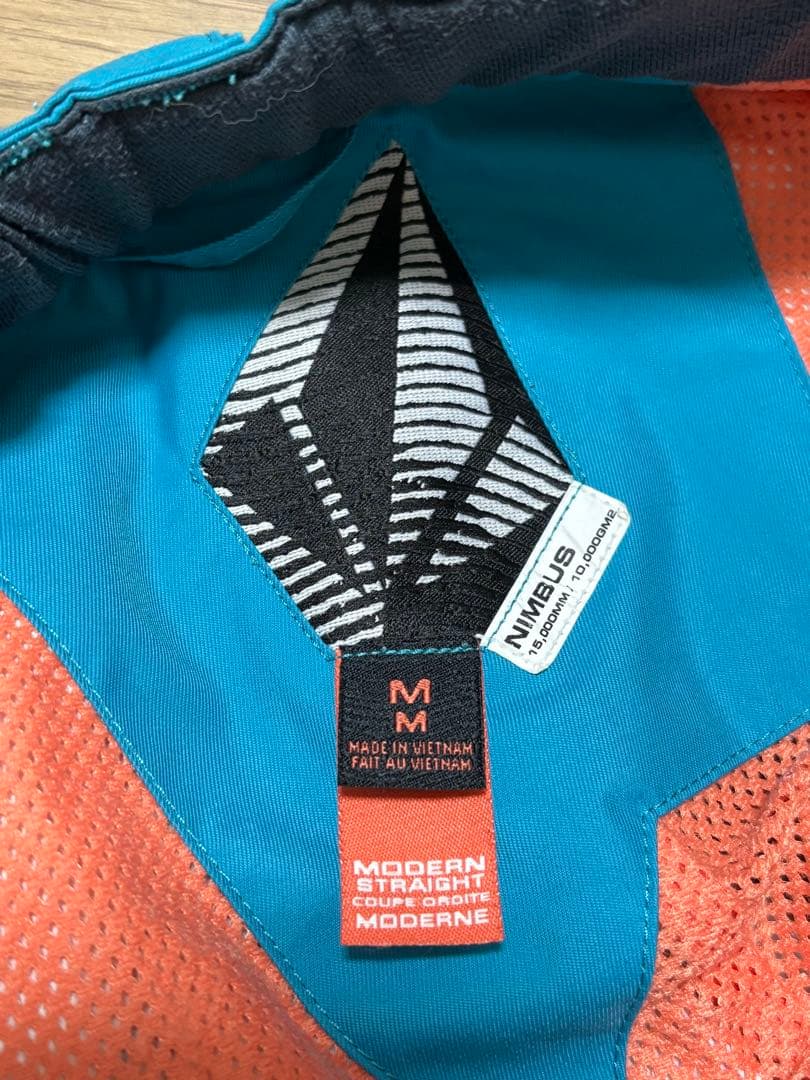 NIMBUS
15,000MM / 10,000GM2
M
M
MADE IN VIETNAM
FAIT AU VIETNAM
MODERN
STRAIGHT
COUPE DROITE
MODERNE